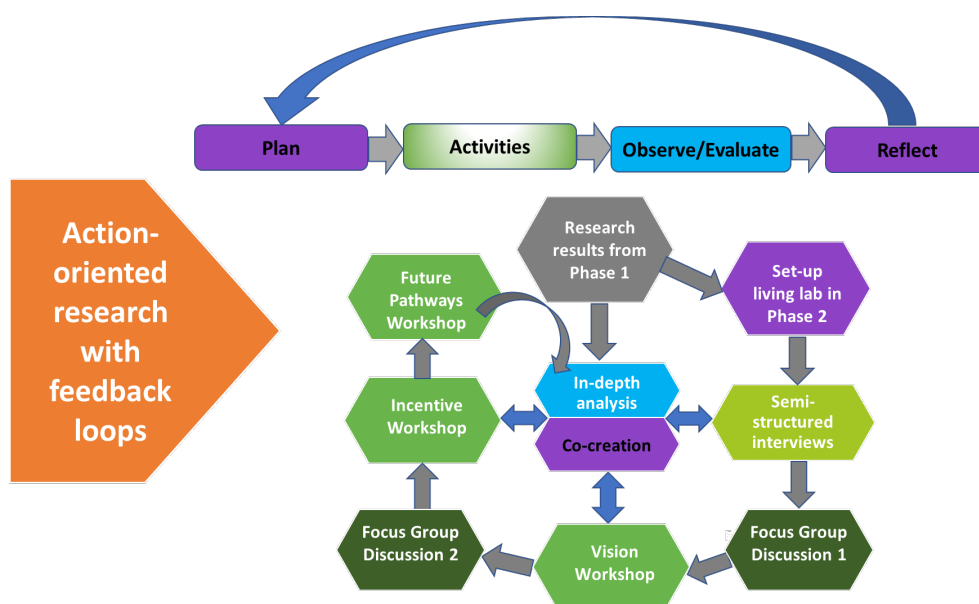 Plan
Activities
Observe/Evaluate
Reflect
Action-
oriented
research
with
feedback
loops
Research
results from
Phase 1
Set-up
living lab in
Phase 2
Future
Pathways
Workshop
In-depth
analysis
Co-creation
Incentive
Workshop
Semi-
structured
interviews
Focus Group
Discussion 2
Vision
Workshop
Focus Group
Discussion 1